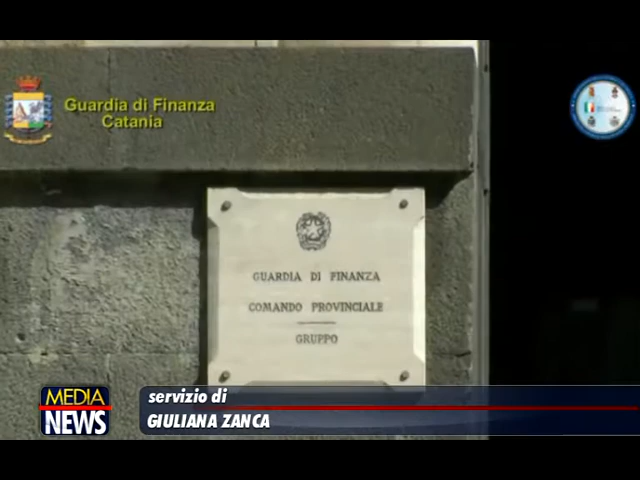 Guardia di Finanza
Catania
GUARDIA DI FINANZA
COMANDO PROVINCIALE
GRUPPO
MEDIA
NEWS
servizio di
GIULIANA ZANCA